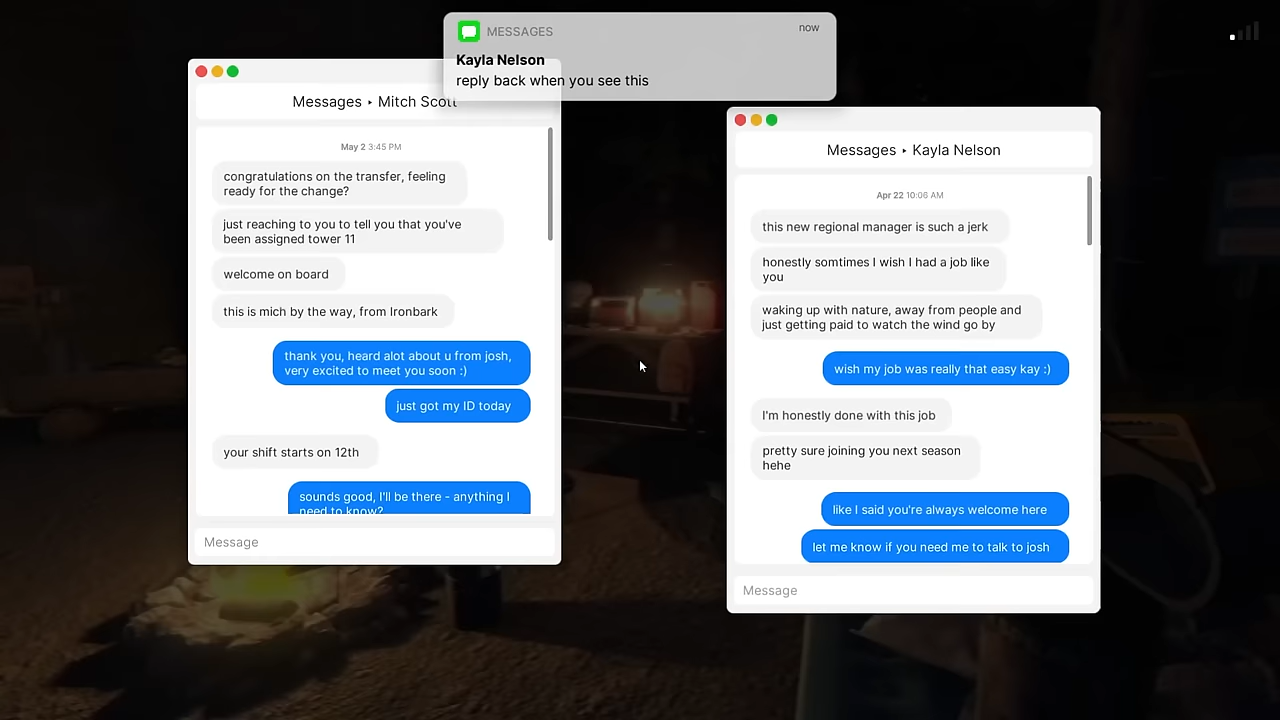 MESSAGES
now
Kayla Nelson
reply back when you see this
Messages ‣ Mitch Scott
May 2 3:45 PM
congratulations on the transfer, feeling
ready for the change?
just reaching to you to tell you that you've
been assigned tower 11
welcome on board
this is mich by the way, from Ironbark
thank you, heard alot about u from josh,
very excited to meet you soon :)
just got my ID today
your shift starts on 12th
sounds good, I'll be there - anything I
need to know?
Message
Messages ‣ Kayla Nelson
Apr 22 10:06 AM
this new regional manager is such a jerk
honestly somtimes I wish I had a job like
you
waking up with nature, away from people and
just getting paid to watch the wind go by
wish my job was really that easy kay :)
I'm honestly done with this job
pretty sure joining you next season
hehe
like I said you're always welcome here
let me know if you need me to talk to josh
Message